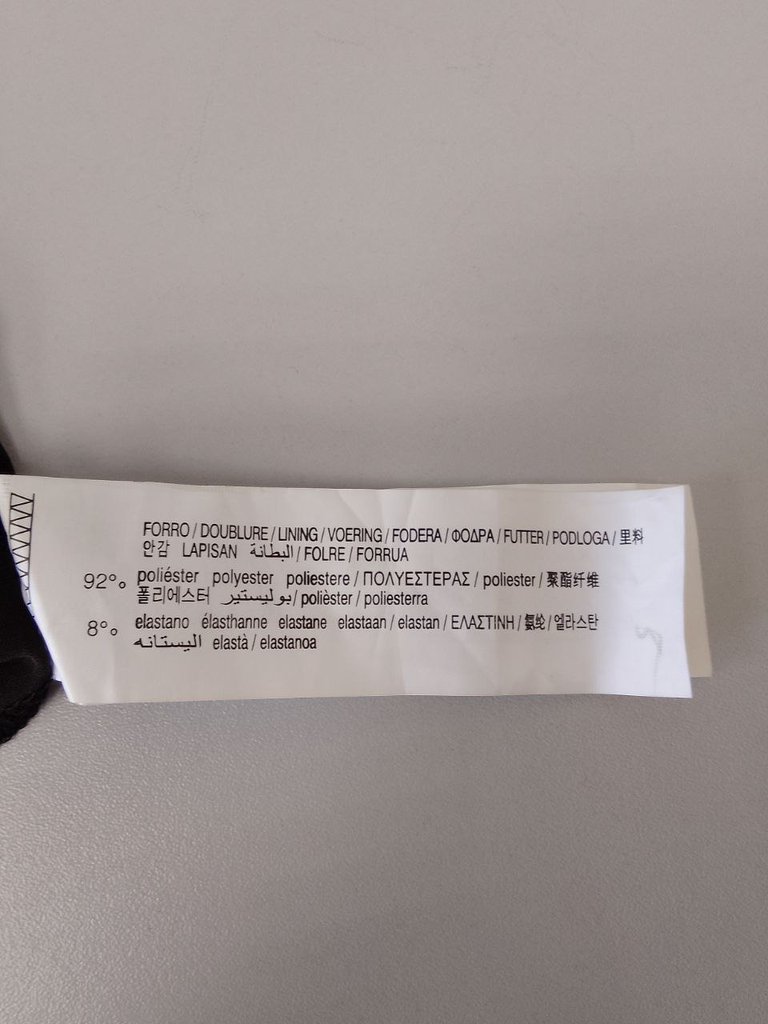 FORRO / DOUBLURE / LINING / VOERING / FODERA / ΦΟΔΡΑ / FUTTER / PODLOGA / 里料
안감 LAPISAN البطانة / FOLRE / FORRUA
92% poliéster polyester poliestere / ΠΟΛΥΕΣΤΕΡΑΣ / poliester / 聚酯纤维
폴리에스터 بوليستير / polièster / poliesterra
8% elastano élasthanne elastane elastaan / elastan / ΕΛΑΣΤΙΝΗ / 氨纶 / 엘라스탄
اليستانه elastà / elastanoa